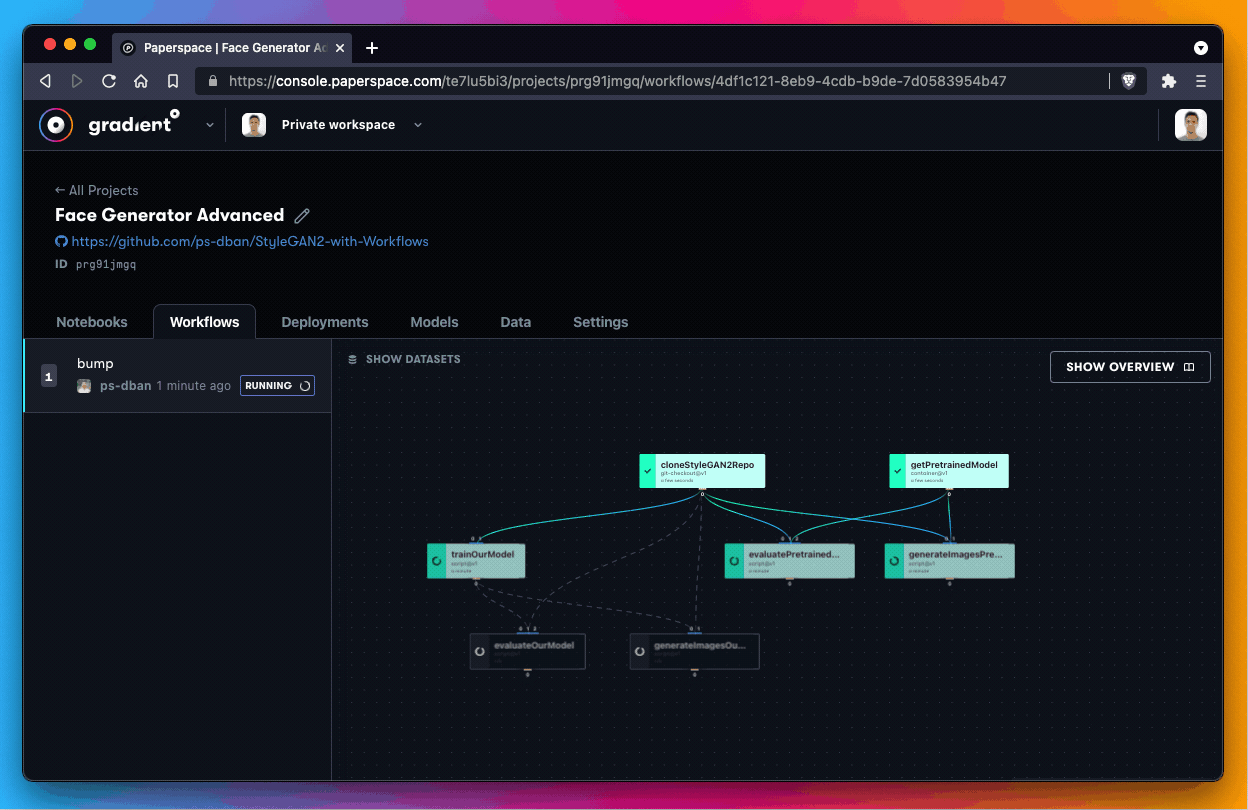 Paperspace | Face Generator Ad
https://console.paperspace.com/te7lu5bi3/projects/prg91jmgq/workflows/4df1c121-8eb9-4cdb-b9de-7d0583954b47
gradient
Private workspace
← All Projects
Face Generator Advanced
https://github.com/ps-dban/StyleGAN2-with-Workflows
ID prg91jmgq
Notebooks Workflows Deployments Models Data Settings
1
bump
ps-dban 1 minute ago RUNNING
SHOW DATASETS
SHOW OVERVIEW
cloneStyleGAN2Repo
git-checkout@v1
a few seconds
getPretrainedModel
container@v1
a few seconds
trainOurModel
script@v1
a minute
evaluatePretrained...
script@v1
a minute
generateImagesPre...
script@v1
a minute
evaluateOurModel
generateImagesOu...